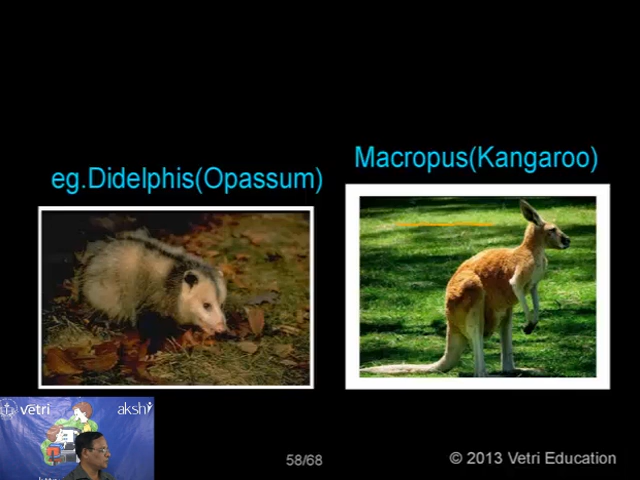 Macropus(Kangaroo)
eg.Didelphis(Opassum)
vetri
akshi
58/68
© 2013 Vetri Education